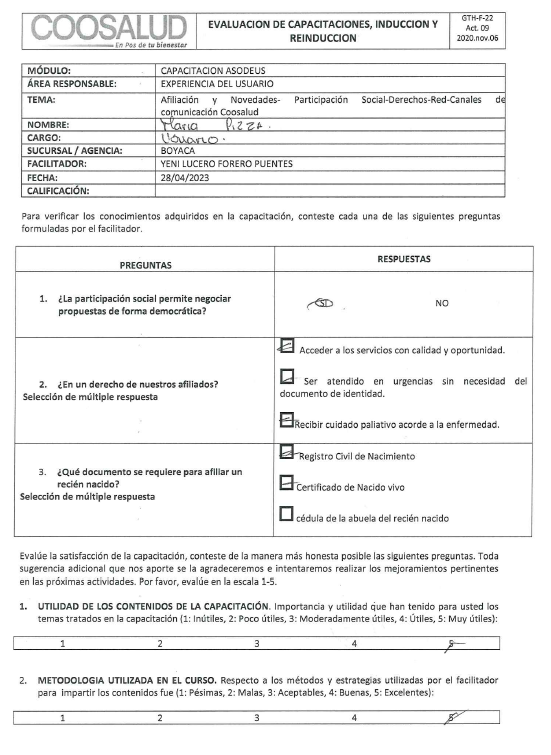 COOSALUD
En Pos de tu bienestar
EVALUACION DE CAPACITACIONES, INDUCCION Y
REINDUCCION
GTH-F-22
Act. 09
2020.nov.06
MÓDULO: CAPACITACION ASODEUS
ÁREA RESPONSABLE: EXPERIENCIA DEL USUARIO
TEMA: Afiliación y Novedades- Participación Social-Derechos-Red-Canales de
comunicación Coosalud
NOMBRE: Maria Pizza.
CARGO: Usuario.
SUCURSAL / AGENCIA: BOYACA
FACILITADOR: YENI LUCERO FORERO PUENTES
FECHA: 28/04/2023
CALIFICACIÓN:
Para verificar los conocimientos adquiridos en la capacitación, conteste cada una de las siguientes preguntas
formuladas por el facilitador.
PREGUNTAS RESPUESTAS
1. ¿La participación social permite negociar
propuestas de forma democrática?
SI NO
2. ¿En un derecho de nuestros afiliados?
Selección de múltiple respuesta
Acceder a los servicios con calidad y oportunidad.
Ser atendido en urgencias sin necesidad del
documento de identidad.
Recibir cuidado paliativo acorde a la enfermedad.
3. ¿Qué documento se requiere para afiliar un
recién nacido?
Selección de múltiple respuesta
Registro Civil de Nacimiento
Certificado de Nacido vivo
cédula de la abuela del recién nacido
Evalúe la satisfacción de la capacitación, conteste de la manera más honesta posible las siguientes preguntas. Toda
sugerencia adicional que nos aporte se la agradeceremos e intentaremos realizar los mejoramientos pertinentes
en las próximas actividades. Por favor, evalúe en la escala 1-5.
1. UTILIDAD DE LOS CONTENIDOS DE LA CAPACITACIÓN. Importancia y utilidad que han tenido para usted los
temas tratados en la capacitación (1: Inútiles, 2: Poco útiles, 3: Moderadamente útiles, 4: Útiles, 5: Muy útiles):
1 2 3 4 5
2. METODOLOGIA UTILIZADA EN EL CURSO. Respecto a los métodos y estrategias utilizadas por el facilitador
para impartir los contenidos fue (1: Pésimas, 2: Malas, 3: Aceptables, 4: Buenas, 5: Excelentes):
1 2 3 4 5